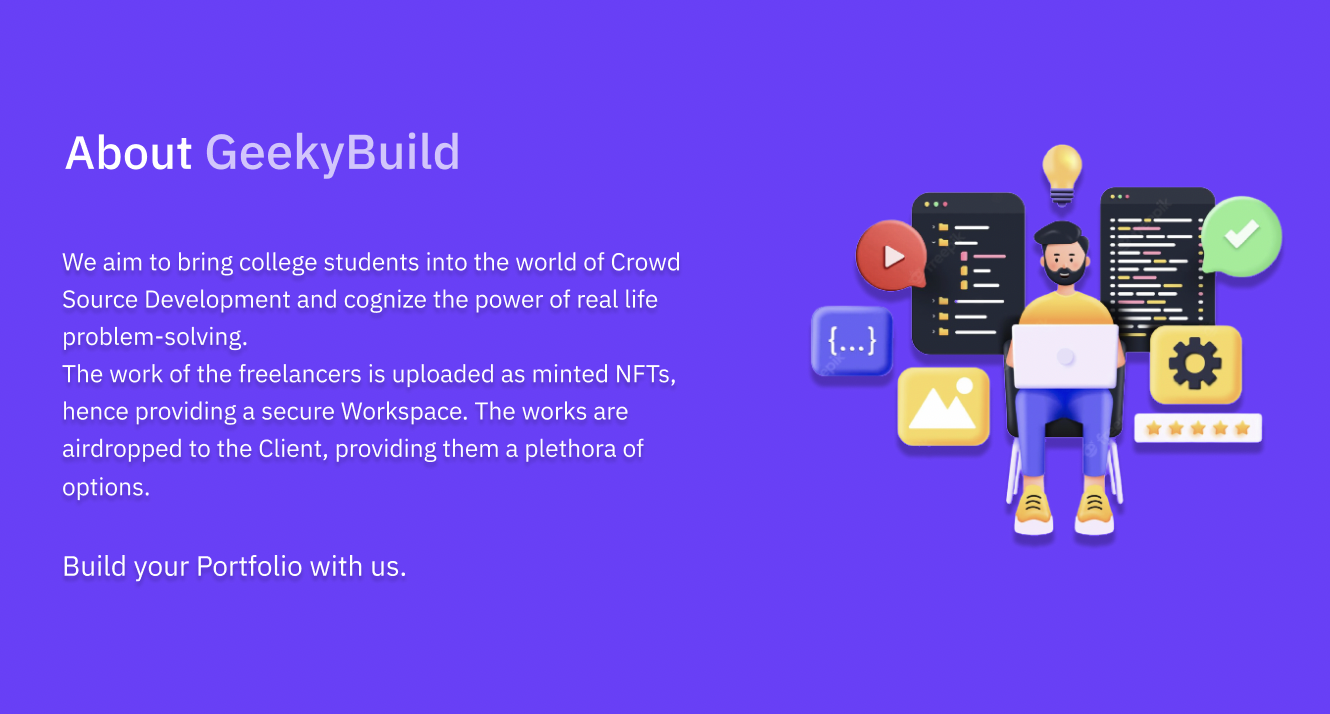 About GeekyBuild
We aim to bring college students into the world of Crowd
Source Development and cognize the power of real life
problem-solving.
The work of the freelancers is uploaded as minted NFTs,
hence providing a secure Workspace. The works are
airdropped to the Client, providing them a plethora of
options.
Build your Portfolio with us.
{...}